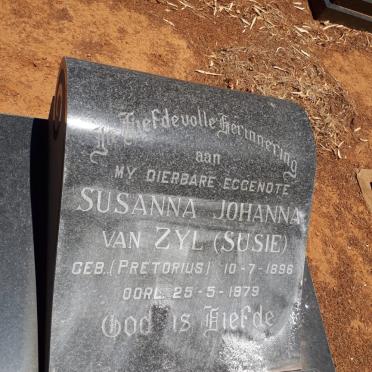 In Liefdevolle Herinnering
aan
MY DIERBARE EGGENOTE
SUSANNA JOHANNA
VAN ZYL (SUSIE)
GEB. (PRETORIUS) 10-7-1896
OORL. 25-5-1979
God is Liefde